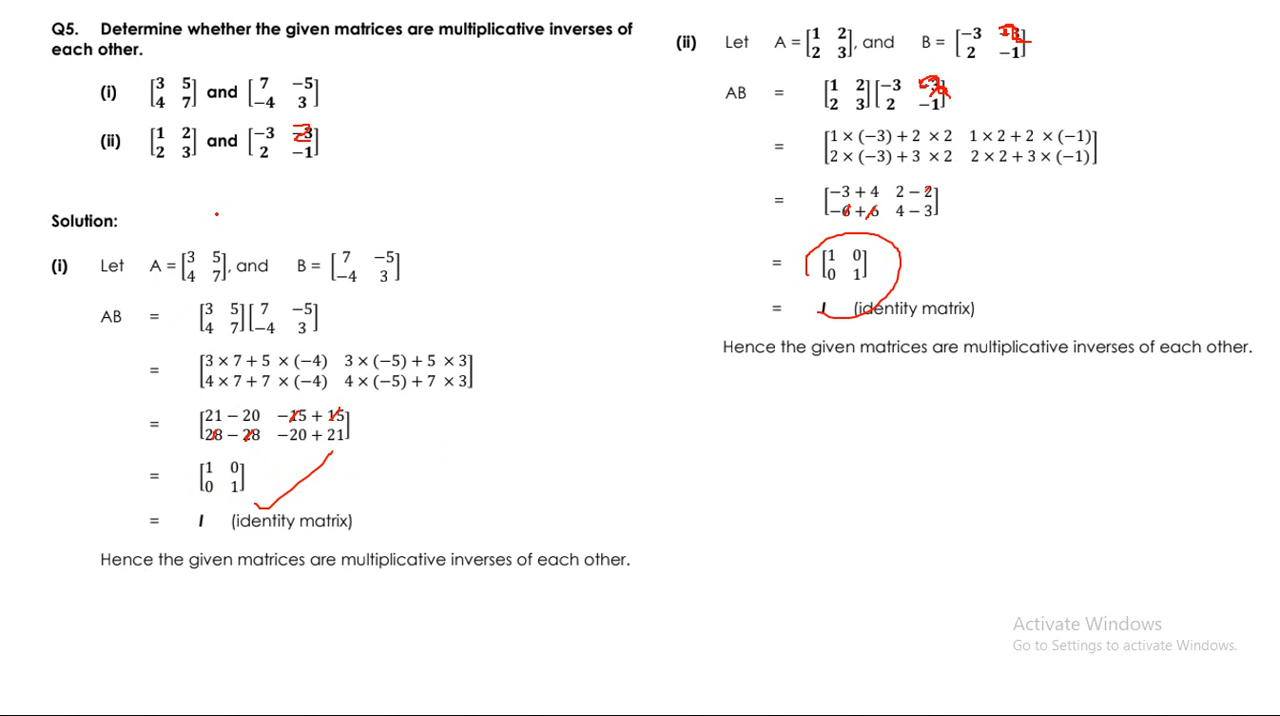 Q5. Determine whether the given matrices are multiplicative inverses of
each other.
(i) [3 5; 4 7] and [7 −5; −4 3]
(ii) [1 2; 2 3] and [−3 −3; 2 −1]
Solution:
(i) Let A = [3 5; 4 7], and B = [7 −5; −4 3]
AB = [3 5; 4 7][7 −5; −4 3]
= [3 × 7 + 5 × (−4) 3 × (−5) + 5 × 3; 4 × 7 + 7 × (−4) 4 × (−5) + 7 × 3]
= [21 − 20 −15 + 15; 28 − 28 −20 + 21]
= [1 0; 0 1]
= I (identity matrix)
Hence the given matrices are multiplicative inverses of each other.
(ii) Let A = [1 2; 2 3], and B = [−3 ; 2 −1]
AB = [1 2; 2 3][−3 ; 2 −1]
= [1 × (−3) + 2 × 2 1 × 2 + 2 × (−1); 2 × (−3) + 3 × 2 2 × 2 + 3 × (−1)]
= [−3 + 4 2 − 2; −6 + 6 4 − 3]
= [1 0; 0 1]
= I (identity matrix)
Hence the given matrices are multiplicative inverses of each other.
Activate Windows
Go to Settings to activate Windows.